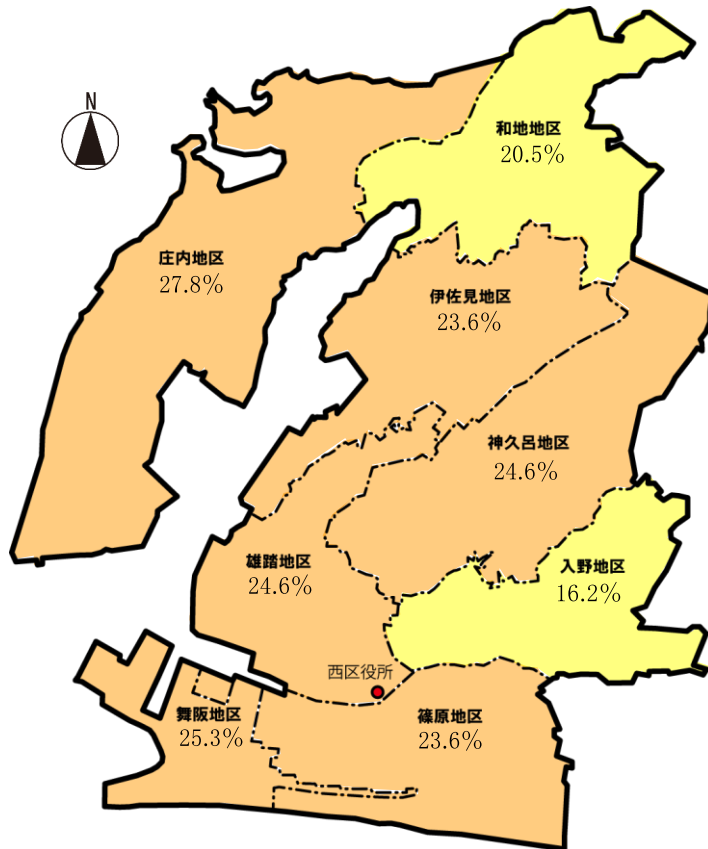 N
和地地区
20.5%
庄内地区
27.8%
伊佐見地区
23.6%
神久呂地区
24.6%
雄踏地区
24.6%
入野地区
16.2%
西区役所
舞阪地区
25.3%
篠原地区
23.6%